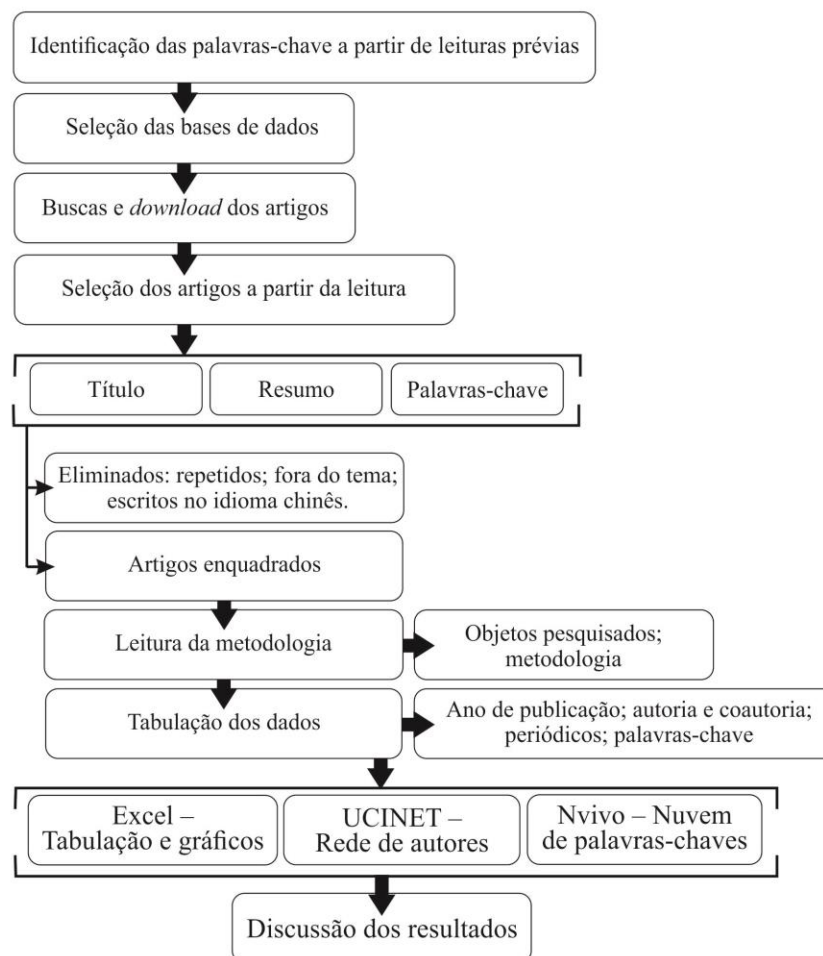 Identificação das palavras-chave a partir de leituras prévias
Seleção das bases de dados
Buscas e download dos artigos
Seleção dos artigos a partir da leitura
Título
Resumo
Palavras-chave
Eliminados: repetidos; fora do tema;
escritos no idioma chinês.
Artigos enquadrados
Leitura da metodologia
Objetos pesquisados;
metodologia
Tabulação dos dados
Ano de publicação; autoria e coautoria;
periódicos; palavras-chave
Excel –
Tabulação e gráficos
UCINET –
Rede de autores
Nvivo – Nuvem
de palavras-chaves
Discussão dos resultados